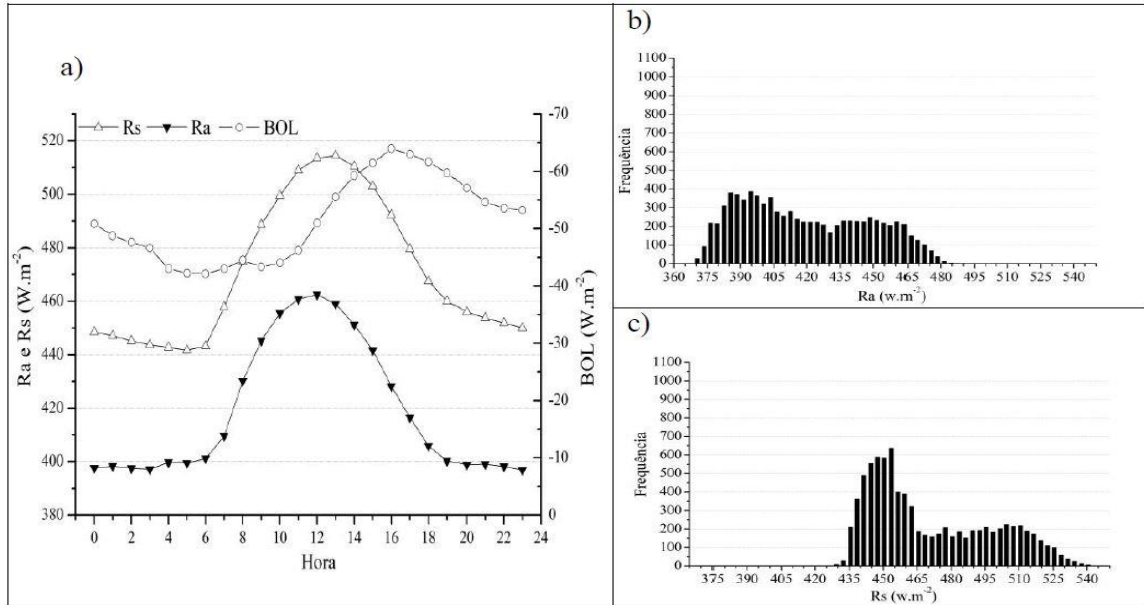 a)
Rs Ra BOL
Ra e Rs (W.m⁻²)
520
500
480
460
440
420
400
380
-70
-60
-50
-40
-30
-20
-10
0
BOL (W.m⁻²)
0 2 4 6 8 10 12 14 16 18 20 22 24
Hora
b)
Frequência
1100
1000
900
800
700
600
500
400
300
200
100
0
360 375 390 405 420 435 450 465 480 495 510 525 540
Ra (w.m⁻²)
c)
Frequência
1100
1000
900
800
700
600
500
400
300
200
100
0
375 390 405 420 435 450 465 480 495 510 525 540
Rs (w.m⁻²)